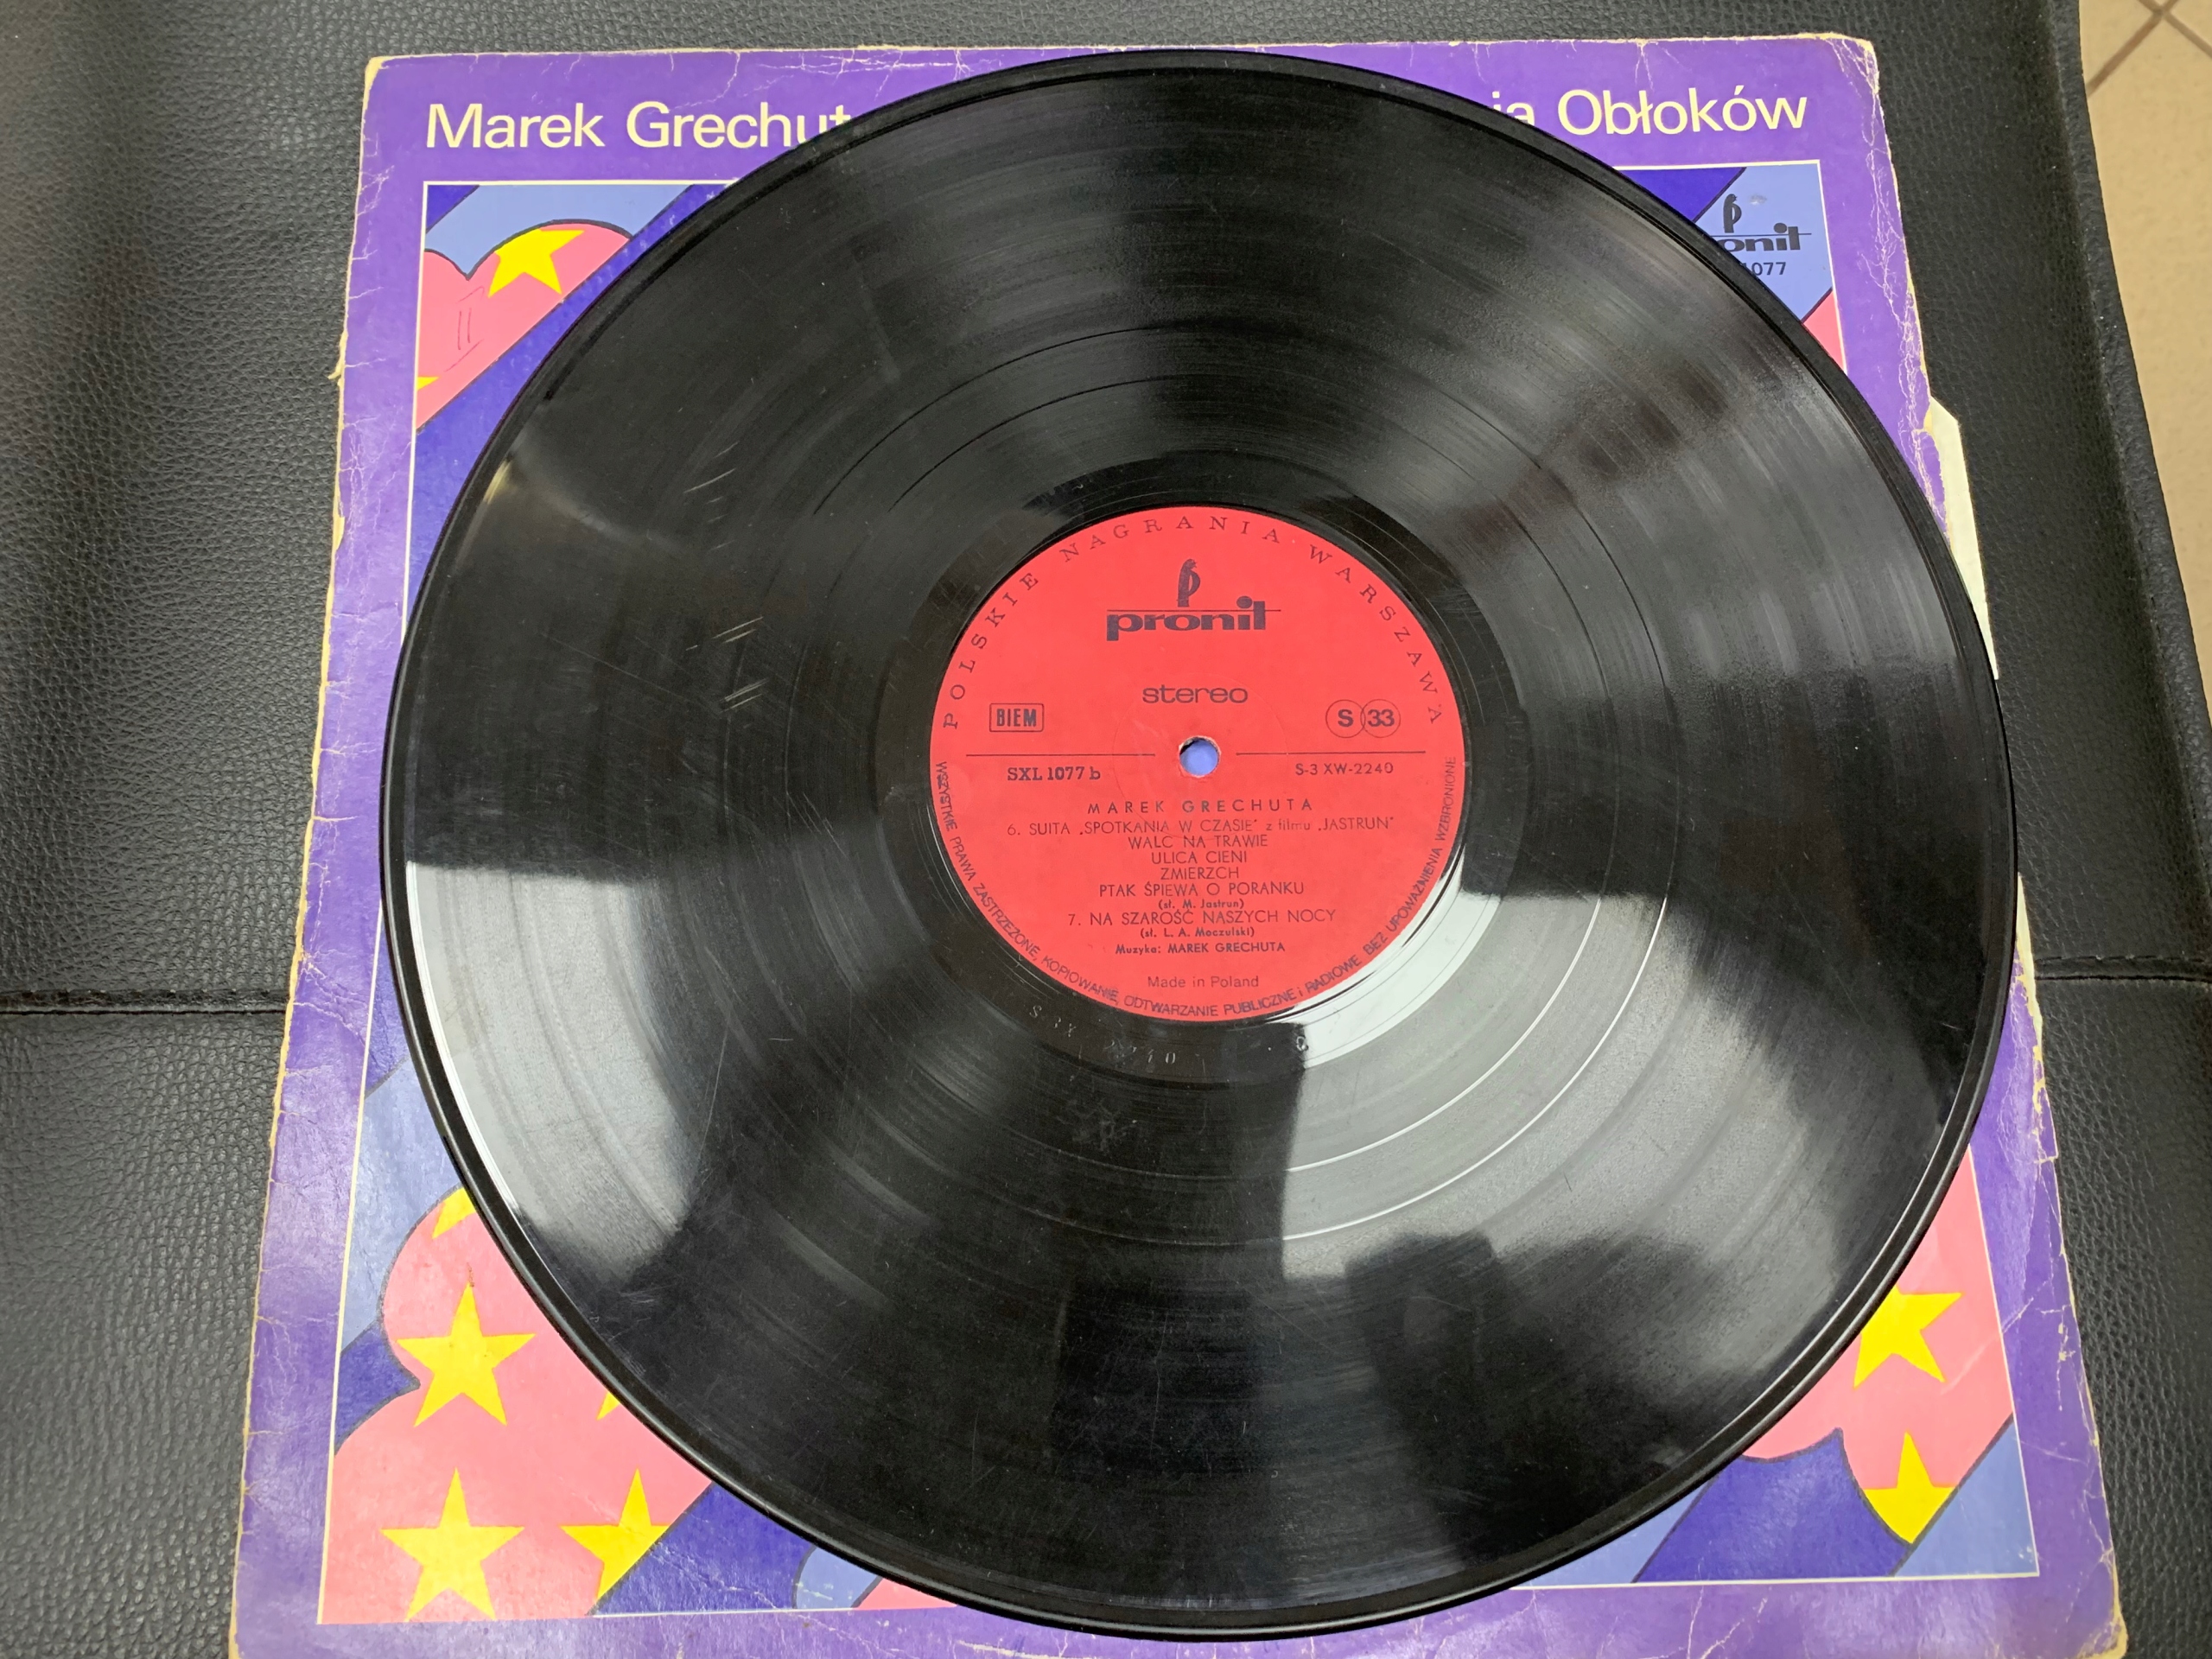 Marek Grechut
ia Obłoków
onit
1077
POLSKIE NAGRANIA WARSZAWA
pronit
stereo
BIEM
S 33
SXL 1077 b
S-3 XW-2240
MAREK GRECHUTA
6. SUITA „SPOTKANIA W CZASIE" z filmu „JASTRUN"
WALC NA TRAWIE
ULICA CIENI
ZMIERZCH
PTAK ŚPIEWA O PORANKU
(sł. M. Jastrun)
7. NA SZAROŚĆ NASZYCH NOCY
(sł. L. A. Moczulski)
Muzyka: MAREK GRECHUTA
Made in Poland
WSZYSTKIE PRAWA ZASTRZEŻONE, KOPIOWANIE, ODTWARZANIE PUBLICZNE i RADIOWE BEZ UPOWAŻNIENIA WZBRONIONE